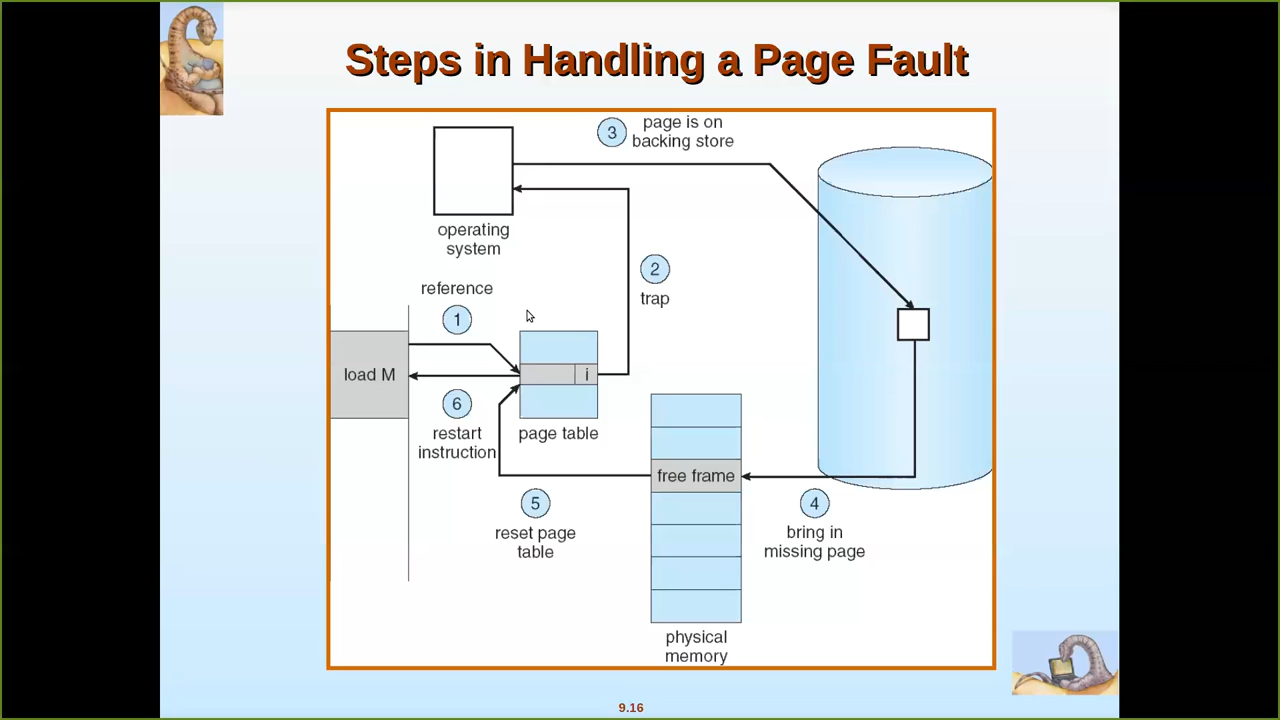 Steps in Handling a Page Fault
3
page is on
backing store
operating
system
2
trap
reference
1
load M
i
6
restart
instruction
page table
free frame
5
reset page
table
4
bring in
missing page
physical
memory
9.16